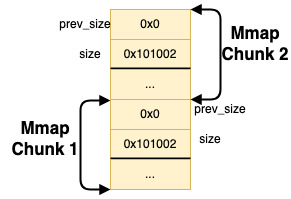 prev_size
0x0
Mmap
Chunk 2
size
0x101002
...
0x0
prev_size
Mmap
Chunk 1
0x101002
size
...